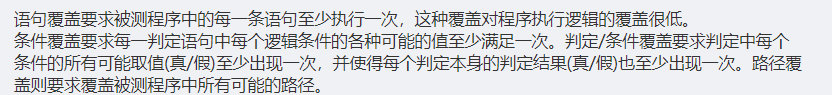 语句覆盖要求被测程序中的每一条语句至少执行一次，这种覆盖对程序执行逻辑的覆盖很低。
条件覆盖要求每一判定语句中每个逻辑条件的各种可能的值至少满足一次。判定/条件覆盖要求判定中每个
条件的所有可能取值(真/假)至少出现一次，并使得每个判定本身的判定结果(真/假)也至少出现一次。路径覆
盖则要求覆盖被测程序中所有可能的路径。